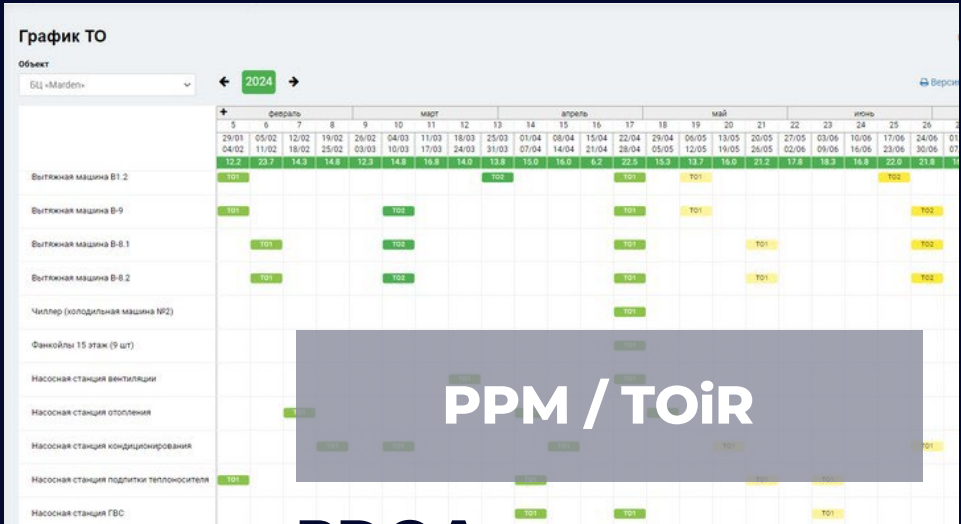 График ТО
Объект
БЦ «Marden»
2024
Версия
+ февраль март апрель май июнь
5 6 7 8 9 10 11 12 13 14 15 16 17 18 19 20 21 22 23 24 25 26
29/01 05/02 12/02 19/02 26/02 04/03 11/03 18/03 25/03 01/04 08/04 15/04 22/04 29/04 06/05 13/05 20/05 27/05 03/06 10/06 17/06 24/06
04/02 11/02 18/02 25/02 03/03 10/03 17/03 24/03 31/03 07/04 14/04 21/04 28/04 05/05 12/05 19/05 26/05 02/06 09/06 16/06 23/06 30/06
12.2 23.7 14.3 14.8 12.3 14.8 16.8 14.0 13.8 15.0 16.0 6.2 22.5 15.3 13.7 16.0 21.2 17.8 18.3 16.8 22.0 21.8
Вытяжная машина В1.2 ТО1 ТО2 ТО1 ТО1 ТО2
Вытяжная машина В-9 ТО1 ТО2 ТО1 ТО1 ТО2
Вытяжная машина В-8.1 ТО1 ТО2 ТО1 ТО1 ТО2
Вытяжная машина В-8.2 ТО1 ТО2 ТО1 ТО1 ТО2
Чиллер (холодильная машина №2) ТО1
Фанкойлы 15 этаж (9 шт)
Насосная станция вентиляции
PPM / TOiR
Насосная станция отопления
Насосная станция кондиционирования
Насосная станция подпитки теплоносителя ТО1
Насосная станция ГВС ТО1 ТО1 ТО1